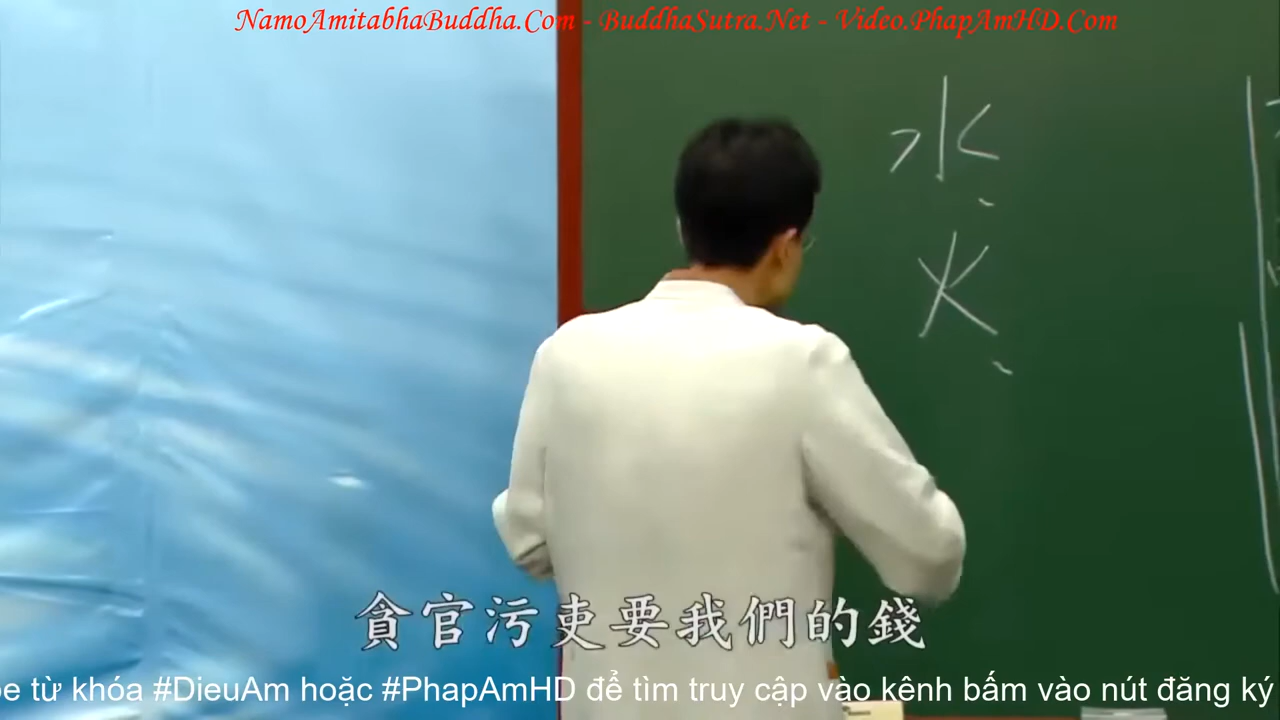 NamoAmitabhaBuddha.Com - BuddhaSutra.Net - Video.PhapAmHD.Com
水
火
貪官污吏要我們的錢
từ khóa #DieuAm hoặc #PhapAmHD để tìm truy cập vào kênh bấm vào nút đăng ký